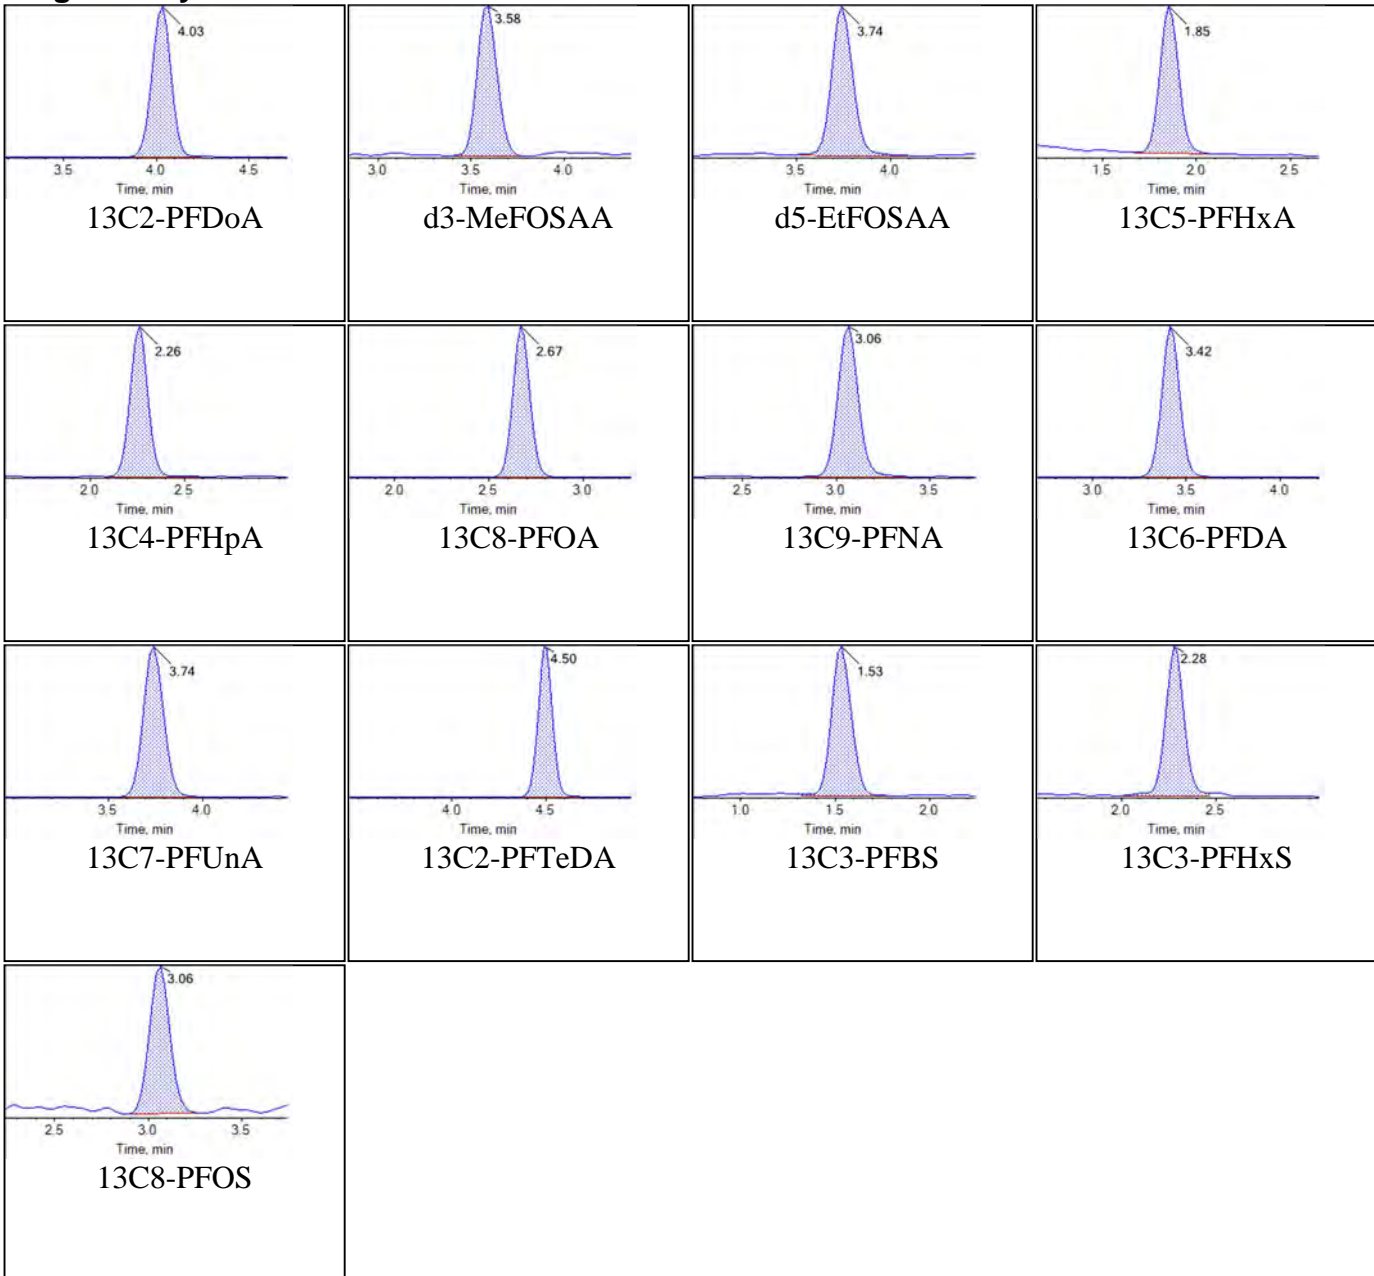 4.03
3.5 4.0 4.5
Time, min
13C2-PFDoA
3.58
3.0 3.5 4.0
Time, min
d3-MeFOSAA
3.74
3.5 4.0
Time, min
d5-EtFOSAA
1.85
1.5 2.0 2.5
Time, min
13C5-PFHxA
2.26
2.0 2.5
Time, min
13C4-PFHpA
2.67
2.0 2.5 3.0
Time, min
13C8-PFOA
3.06
2.5 3.0 3.5
Time, min
13C9-PFNA
3.42
3.0 3.5 4.0
Time, min
13C6-PFDA
3.74
3.5 4.0
Time, min
13C7-PFUnA
4.50
4.0 4.5
Time, min
13C2-PFTeDA
1.53
1.0 1.5 2.0
Time, min
13C3-PFBS
2.28
2.0 2.5
Time, min
13C3-PFHxS
3.06
2.5 3.0 3.5
Time, min
13C8-PFOS